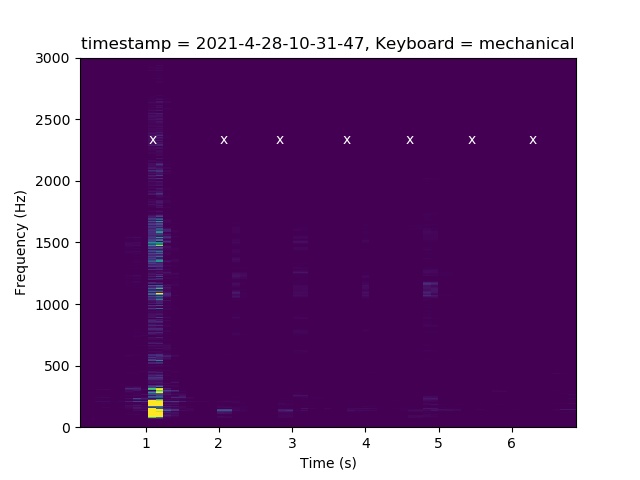 timestamp = 2021-4-28-10-31-47, Keyboard = mechanical
3000
2500
x x x x x x x
2000
1500
1000
500
0
Frequency (Hz)
1 2 3 4 5 6
Time (s)